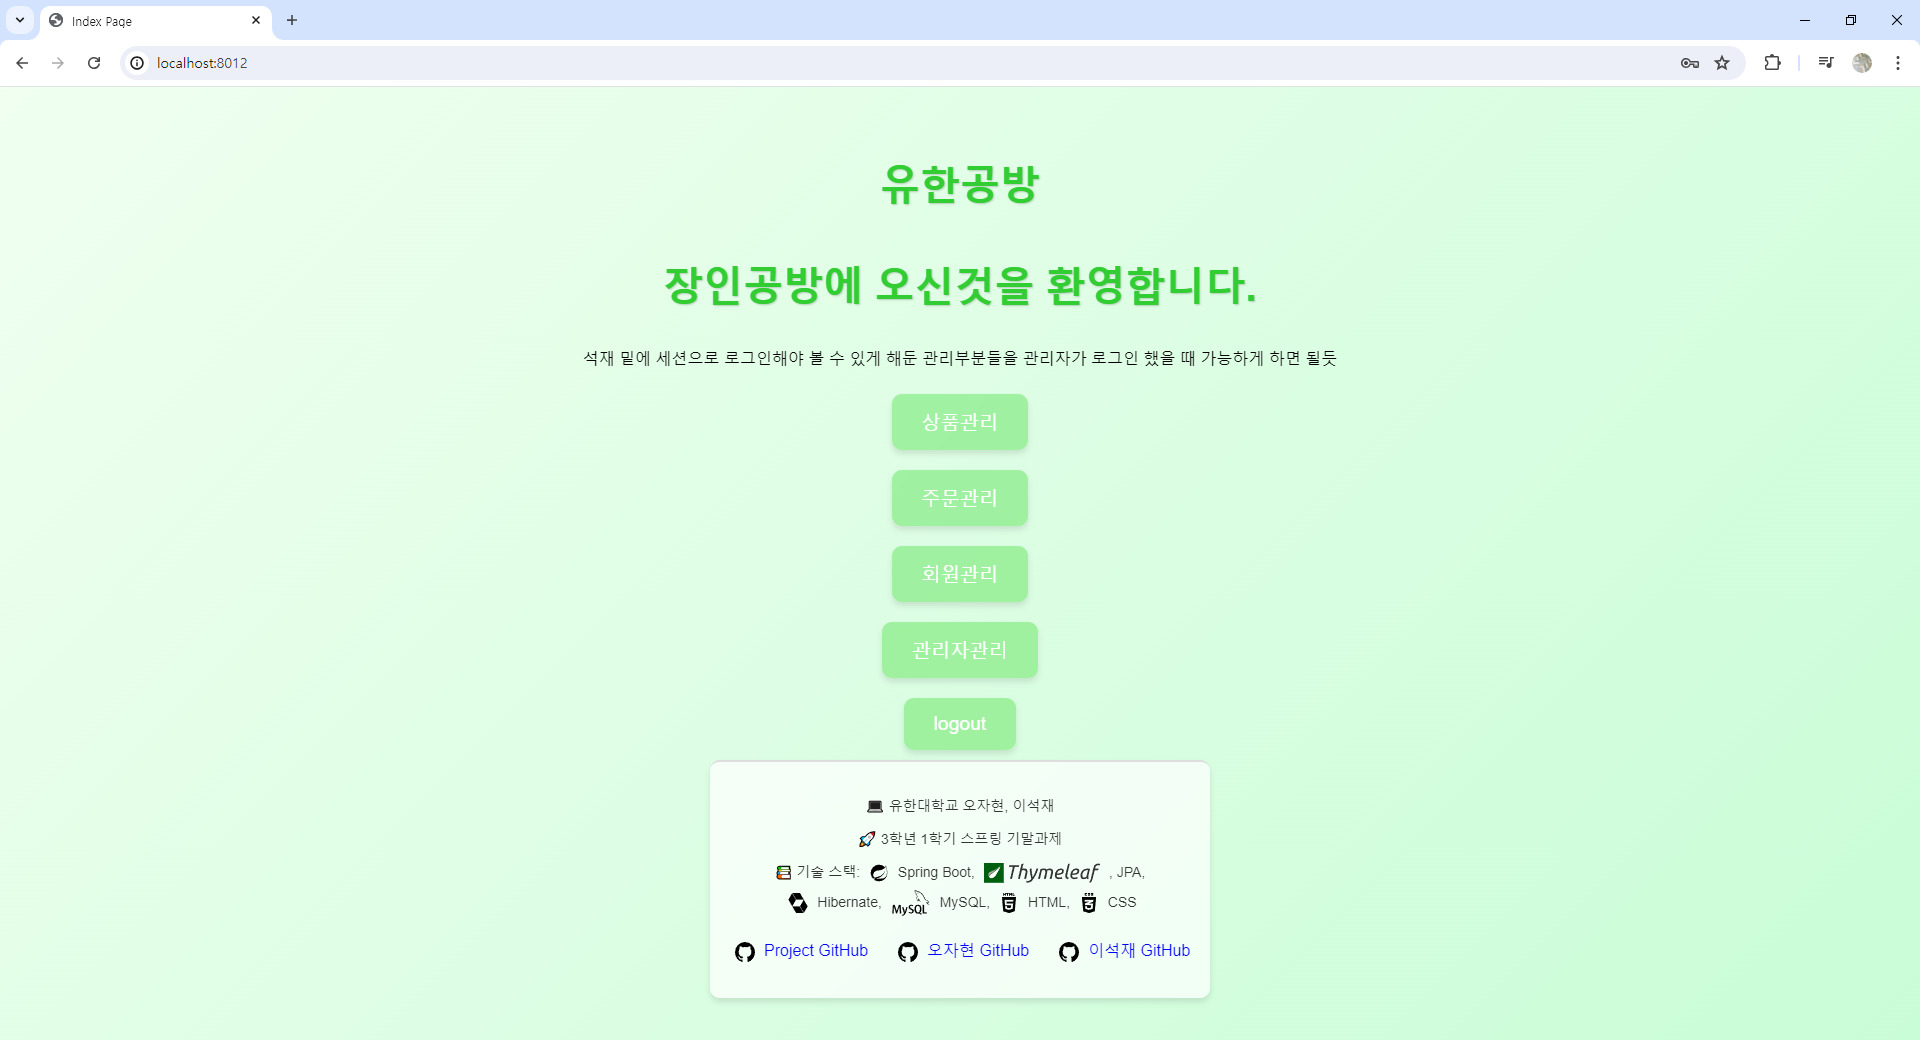 Index Page
localhost:8012
유한공방
장인공방에 오신것을 환영합니다.
석재 밑에 세션으로 로그인해야 볼 수 있게 해둔 관리부분들을 관리자가 로그인 했을 때 가능하게 하면 될듯
상품관리
주문관리
회원관리
관리자관리
logout
유한대학교 오자현, 이석재
3학년 1학기 스프링 기말과제
기술 스택: Spring Boot, Thymeleaf , JPA,
Hibernate, MySQL MySQL, HTML HTML, CSS CSS
Project GitHub 오자현 GitHub 이석재 GitHub